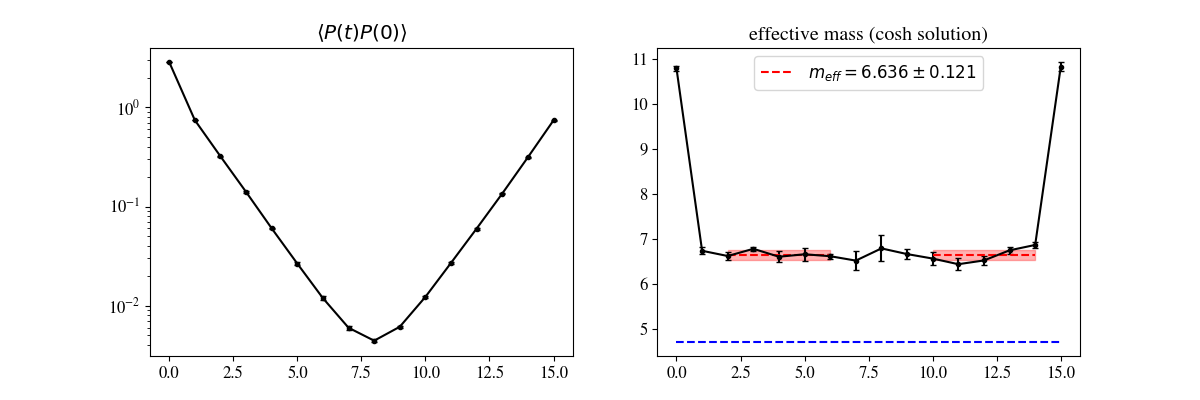 ⟨P(t)P(0)⟩
10⁰
10⁻¹
10⁻²
0.0 2.5 5.0 7.5 10.0 12.5 15.0
effective mass (cosh solution)
m_eff = 6.636 ± 0.121
11
10
9
8
7
6
5
0.0 2.5 5.0 7.5 10.0 12.5 15.0